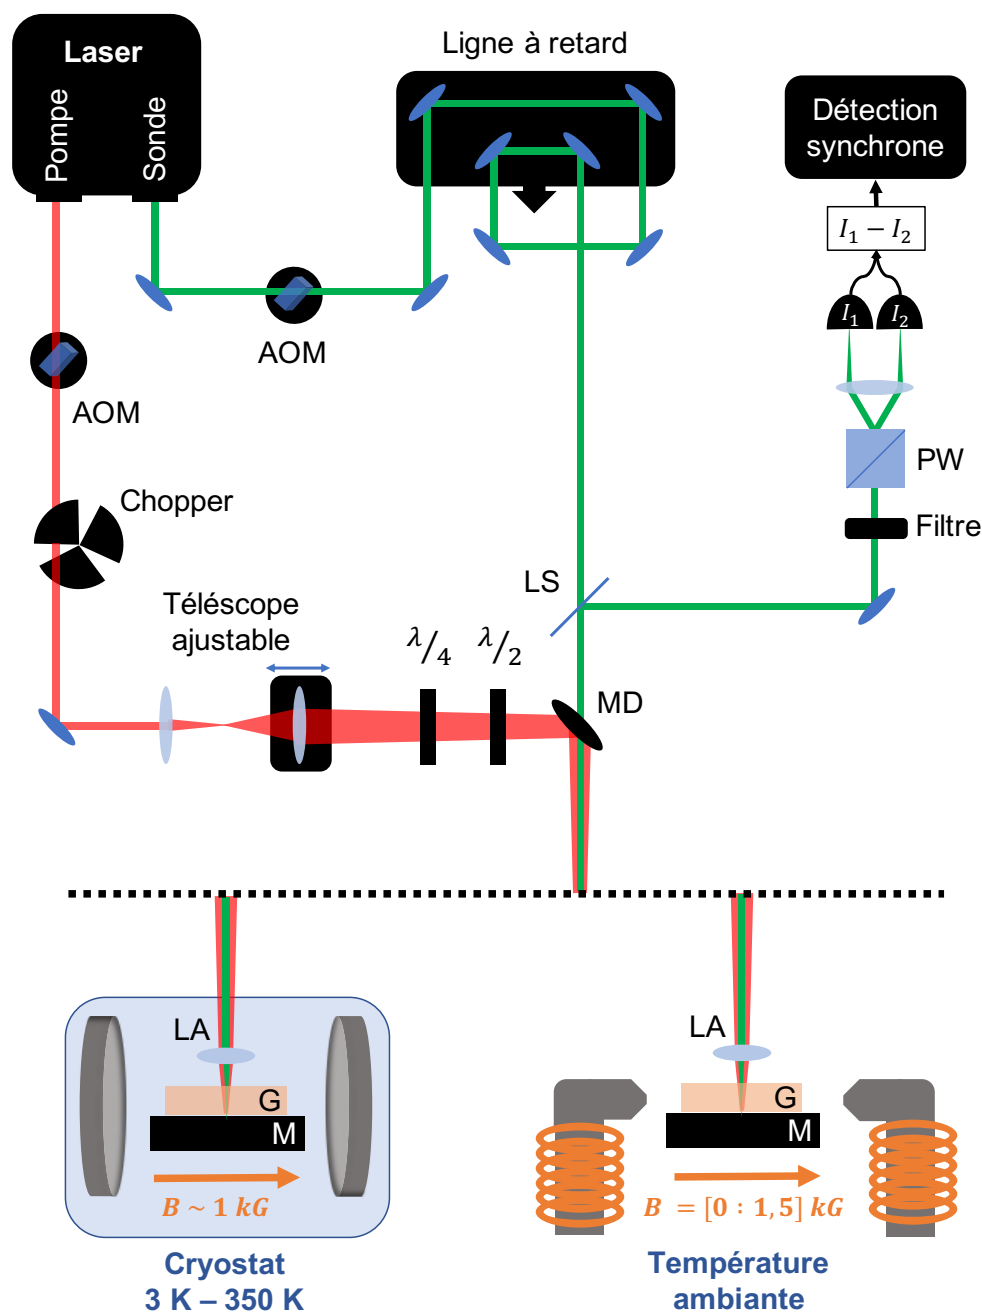 Laser
Pompe
Sonde
Ligne à retard
Détection
synchrone
I₁ − I₂
I₁
I₂
AOM
AOM
PW
Chopper
Filtre
LS
Téléscope
ajustable
λ/4
λ/2
MD
LA
G
M
B ~ 1 kG
Cryostat
3 K – 350 K
LA
G
M
B = [0 : 1,5] kG
Température
ambiante